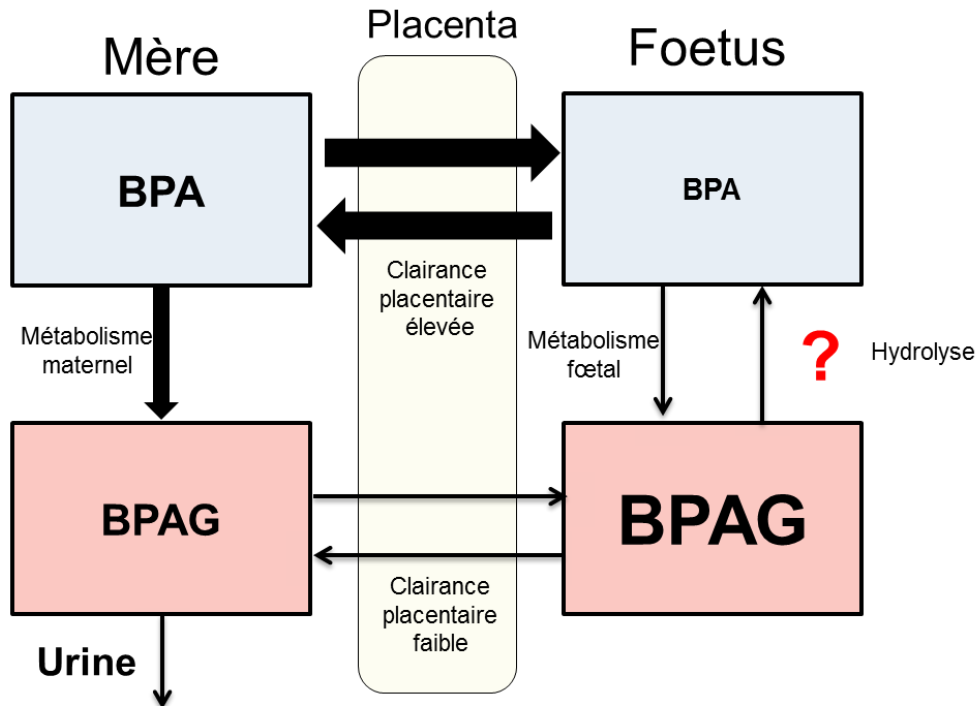 Placenta
Mère
Foetus
BPA
BPA
Clairance
placentaire
élevée
Métabolisme
maternel
Métabolisme
fœtal
?
Hydrolyse
BPAG
BPAG
Clairance
placentaire
faible
Urine